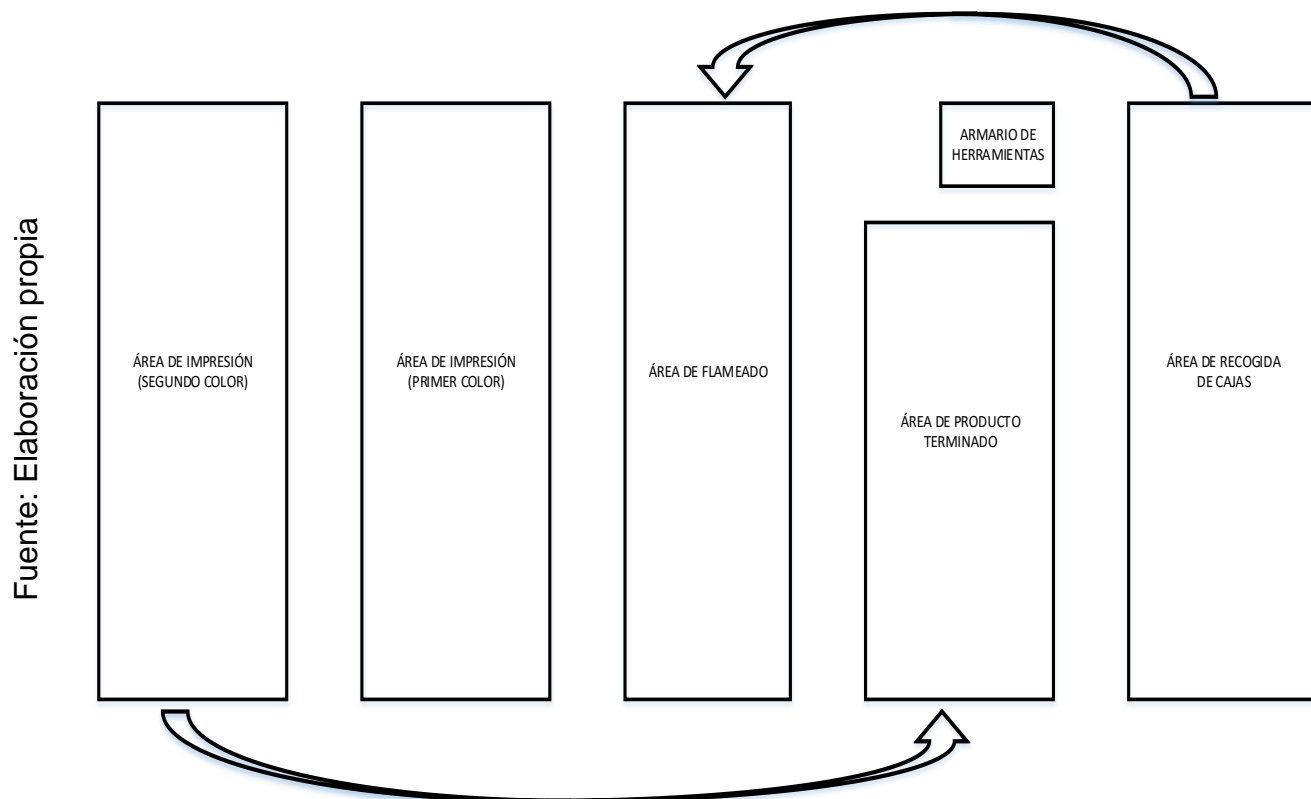 Fuente: Elaboración propia
ÁREA DE IMPRESIÓN
(SEGUNDO COLOR)
ÁREA DE IMPRESIÓN
(PRIMER COLOR)
ÁREA DE FLAMEADO
ARMARIO DE
HERRAMIENTAS
ÁREA DE PRODUCTO
TERMINADO
ÁREA DE RECOGIDA
DE CAJAS